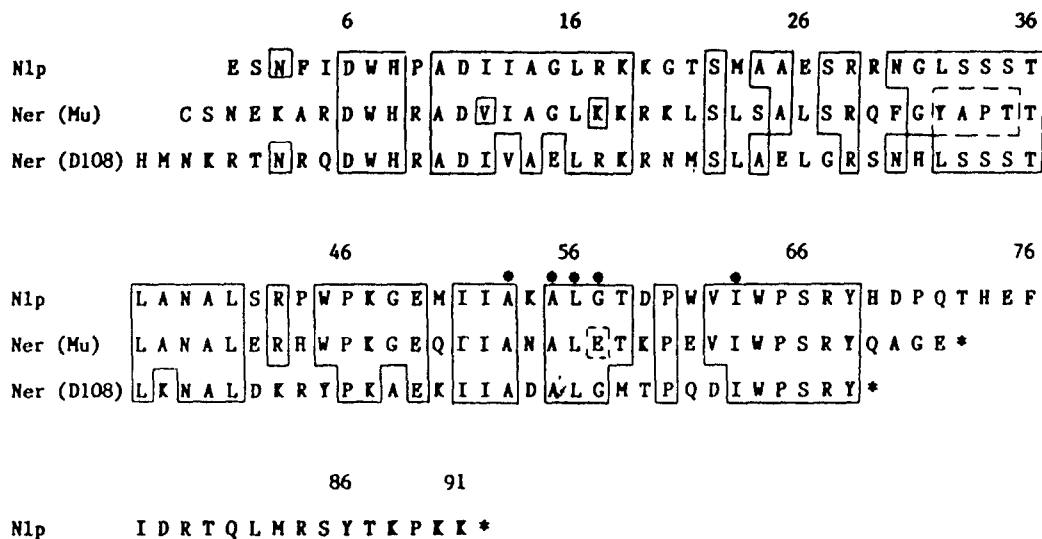 6 16 26 36
Nlp E S N F I D W H P A D I I A G L R K K G T S M A A E S R R N G L S S S T
Ner (Mu) C S N E K A R D W H R A D V I A G L K K R K L S L S A L S R Q F G Y A P T T
Ner (D108) H M N K R T N R Q D W H R A D I V A E L R K R N M S L A E L G R S N H L S S S T
46 56 66 76
Nlp L A N A L S R P W P K G E M I I A K A L G T D P W V I W P S R Y H D P Q T H E F
Ner (Mu) L A N A L E R H W P K G E Q I I A N A L E T K P E V I W P S R Y Q A G E *
Ner (D108) L K N A L D K R Y P K A E K I I A D A L G M T P Q D I W P S R Y *
86 91
Nlp I D R T Q L M R S Y T K P K K *